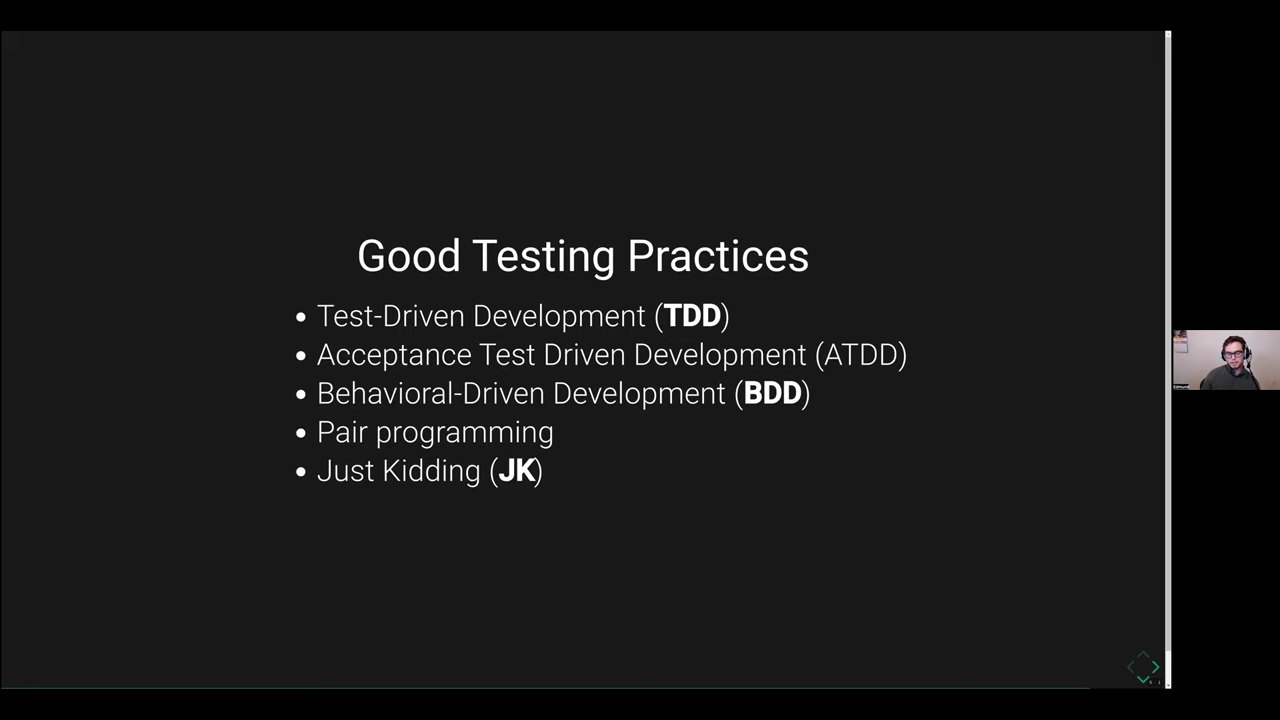 Good Testing Practices
Test-Driven Development (TDD)
Acceptance Test Driven Development (ATDD)
Behavioral-Driven Development (BDD)
Pair programming
Just Kidding (JK)
Edmund